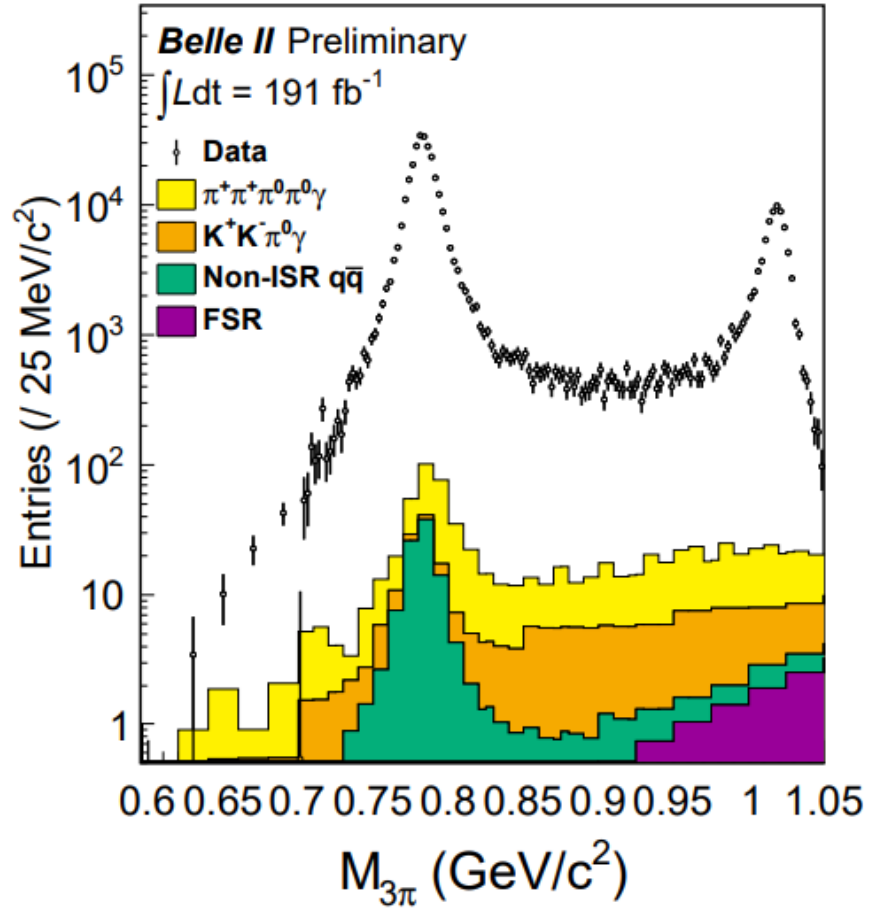 Belle II Preliminary
∫Ldt = 191 fb⁻¹
Data
π⁺π⁺π⁰π⁰γ
K⁺K⁻π⁰γ
Non-ISR qq̅
FSR
Entries (/ 25 MeV/c²)
10⁵
10⁴
10³
10²
10
1
0.6 0.65 0.7 0.75 0.8 0.85 0.9 0.95 1 1.05
M₃π (GeV/c²)